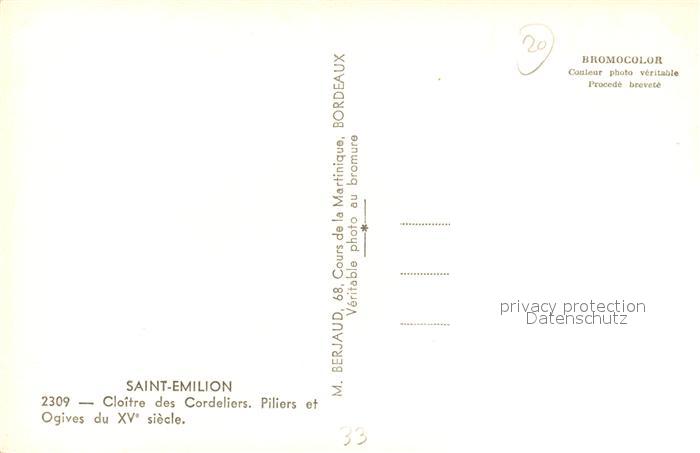 20
BROMOCOLOR
Couleur photo véritable
Procedé breveté
M. BERJAUD, 68, Cours de la Martinique, BORDEAUX
Véritable photo au bromure
privacy protection
Datenschutz
SAINT-EMILION
2309 — Cloître des Cordeliers. Piliers et
Ogives du XVe siècle.
33